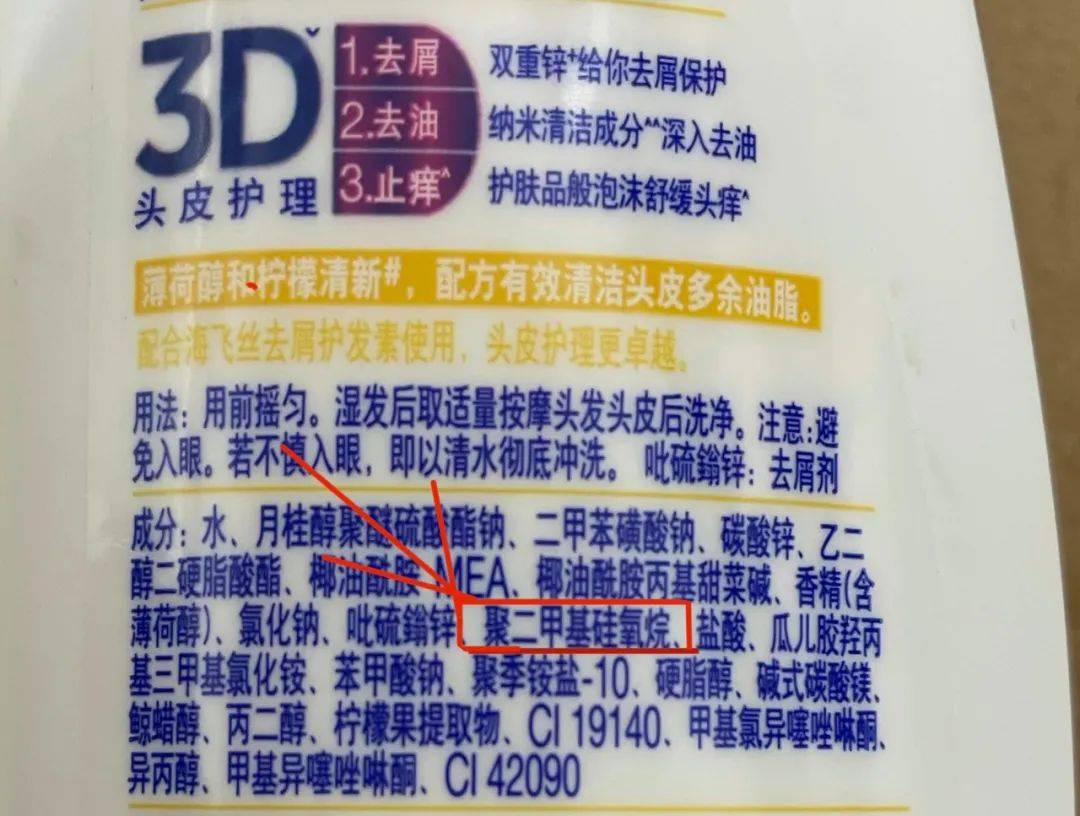 3D
1.去屑
双重锌+给你去屑保护
2.去油
纳米清洁成分^^深入去油
3.止痒^
护肤品般泡沫舒缓头痒^
头皮护理
薄荷醇和柠檬清新#，配方有效清洁头皮多余油脂。
配合海飞丝去屑护发素使用，头皮护理更卓越。
用法：用前摇匀。湿发后取适量按摩头发头皮后洗净。注意：避
免入眼。若不慎入眼，即以清水彻底冲洗。 吡硫鎓锌：去屑剂
成分：水、月桂醇聚醚硫酸酯钠、二甲苯磺酸钠、碳酸锌、乙二
醇二硬脂酸酯、椰油酰胺 MEA、椰油酰胺丙基甜菜碱、香精(含
薄荷醇)、氯化钠、吡硫鎓锌、聚二甲基硅氧烷、盐酸、瓜儿胶羟丙
基三甲基氯化铵、苯甲酸钠、聚季铵盐-10、硬脂醇、碱式碳酸镁、
鲸蜡醇、丙二醇、柠檬果提取物、CI 19140、甲基氯异噻唑啉酮、
异丙醇、甲基异噻唑啉酮、CI 42090